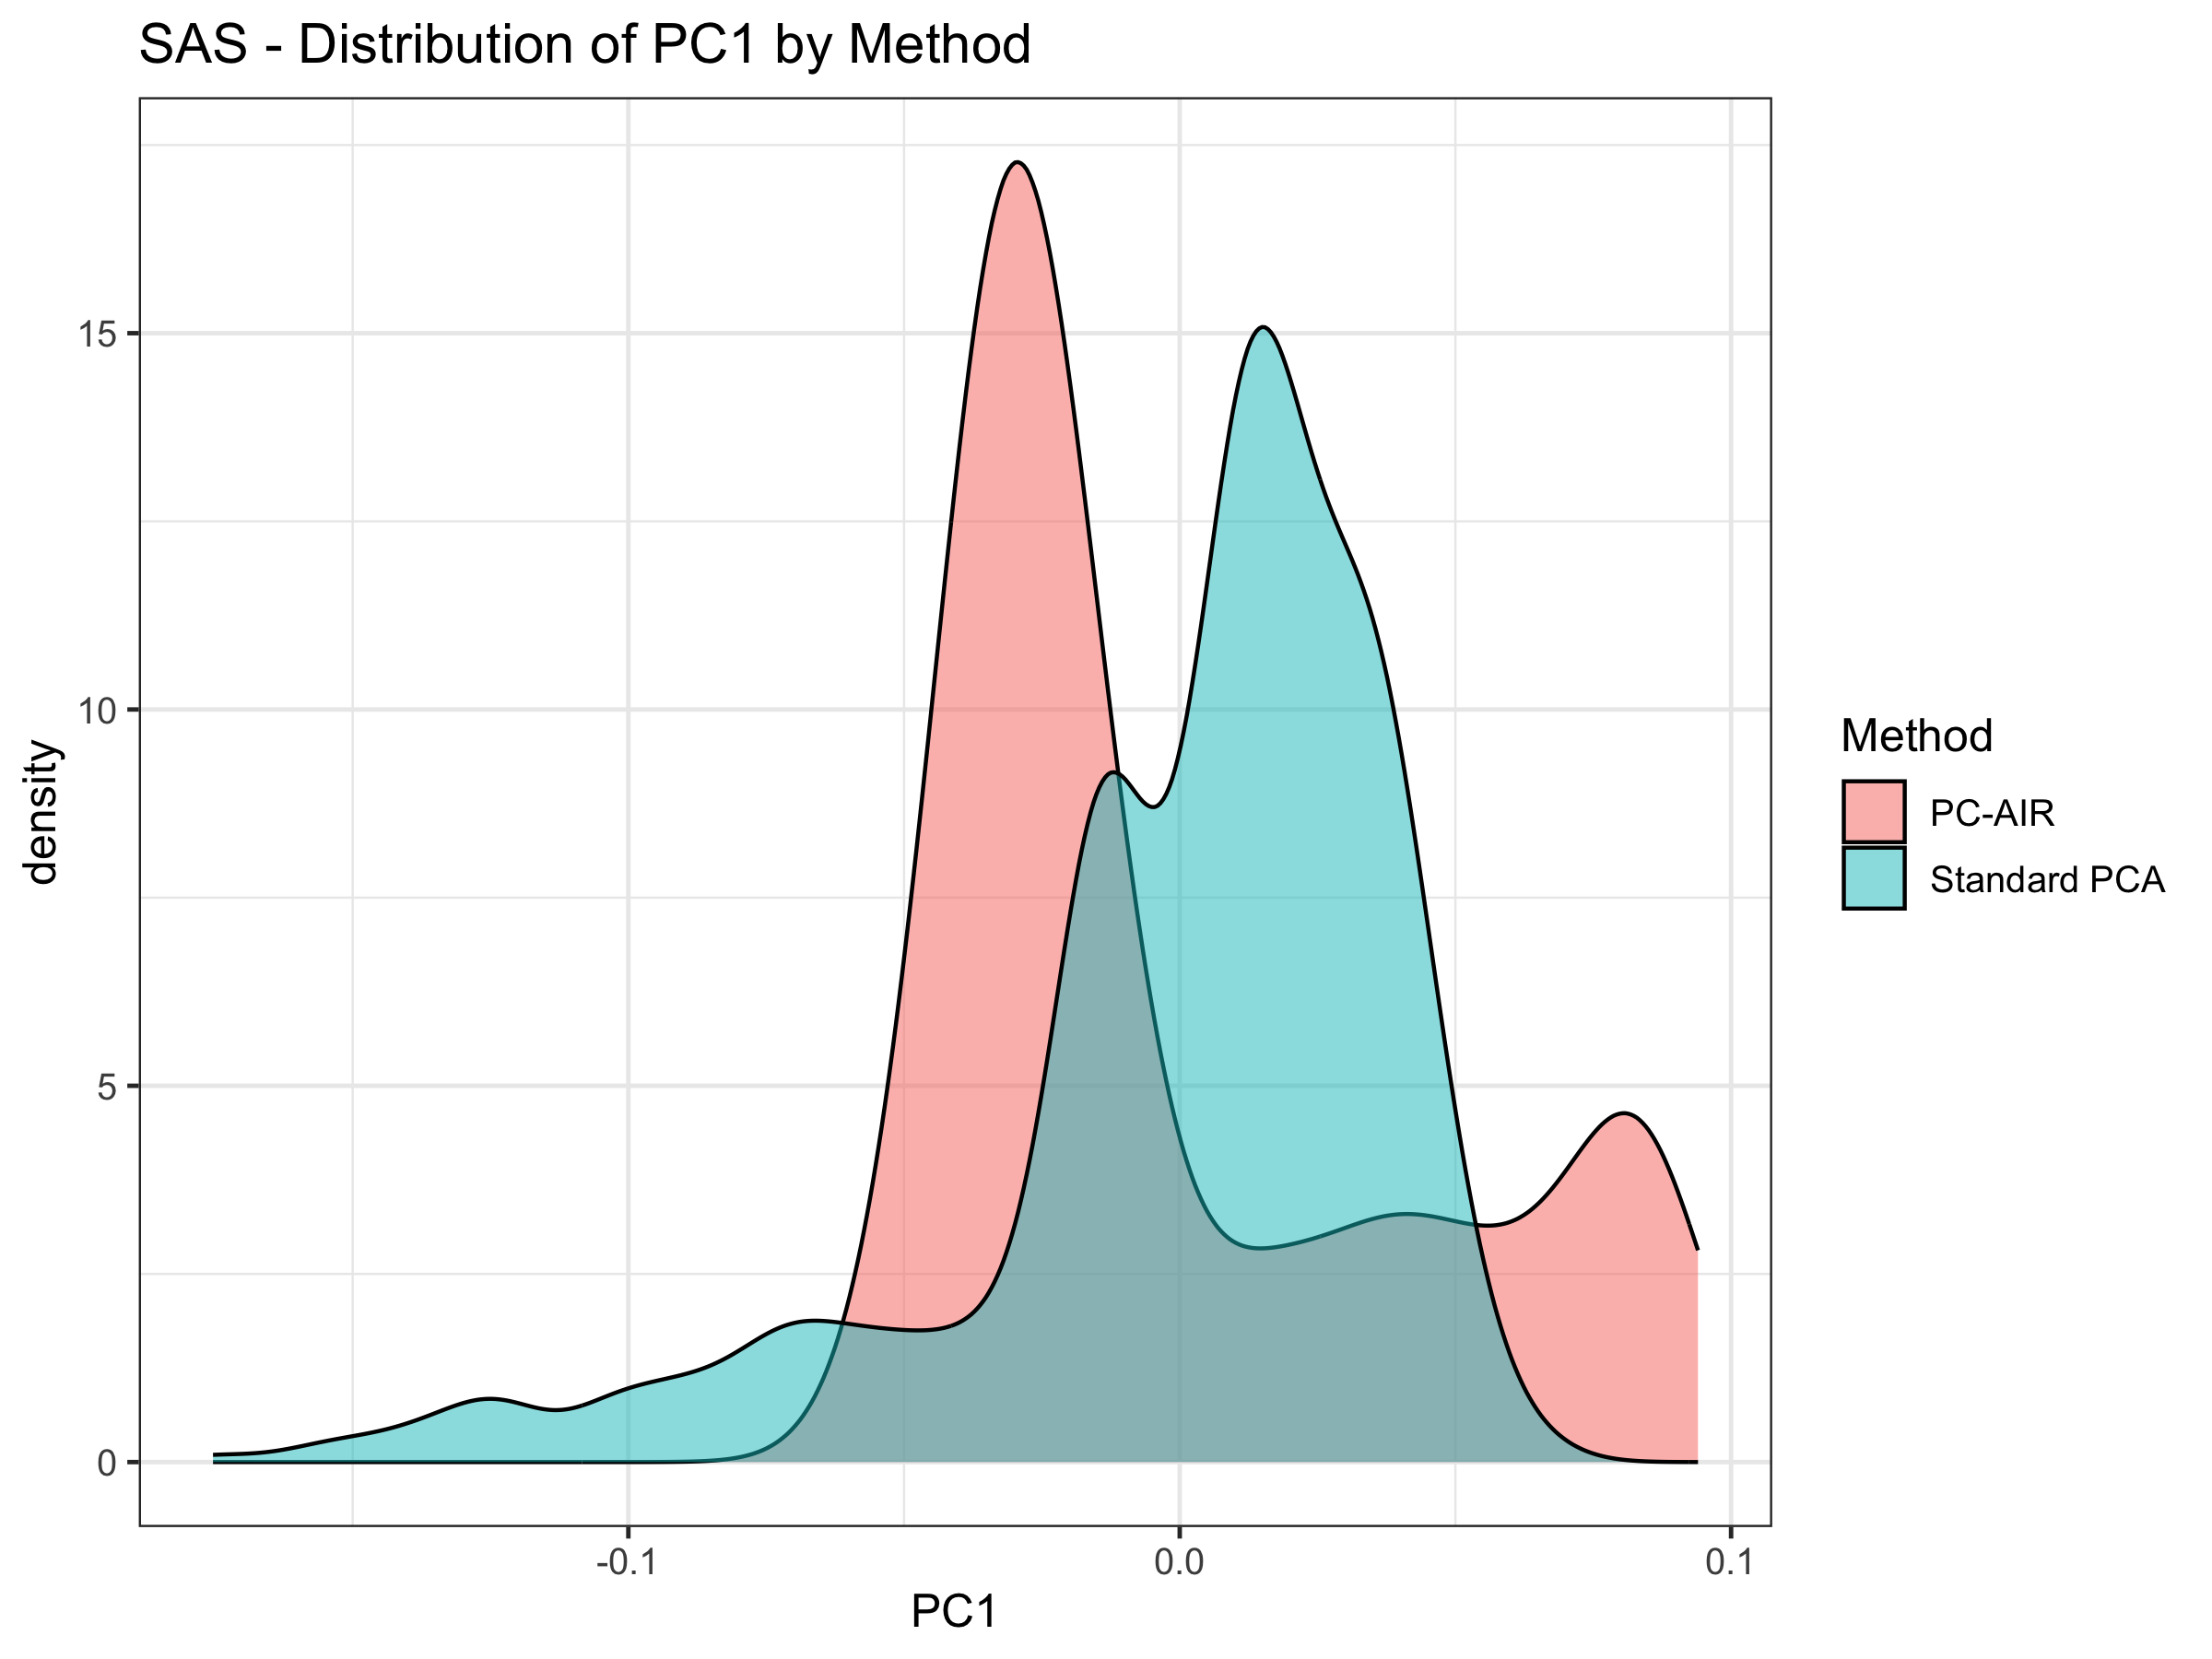 SAS - Distribution of PC1 by Method
15
10
5
0
density
-0.1
0.0
0.1
PC1
Method
PC-AIR
Standard PCA